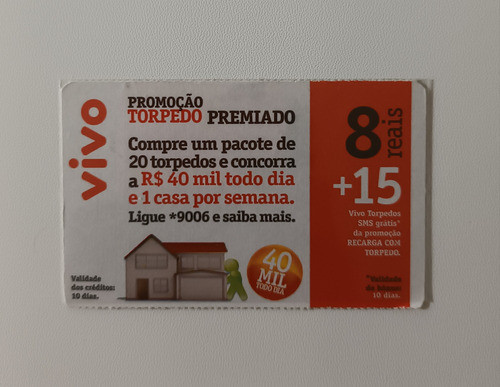 vivo
PROMOÇÃO
TORPEDO PREMIADO
Compre um pacote de
20 torpedos e concorra
a R$ 40 mil todo dia
e 1 casa por semana.
Ligue *9006 e saiba mais.
40
MIL
TODO DIA
Validade
dos créditos:
10 dias.
8
reais
+15
Vivo Torpedos
SMS grátis*
da promoção
RECARGA COM
TORPEDO.
*Validade
do bônus:
10 dias.